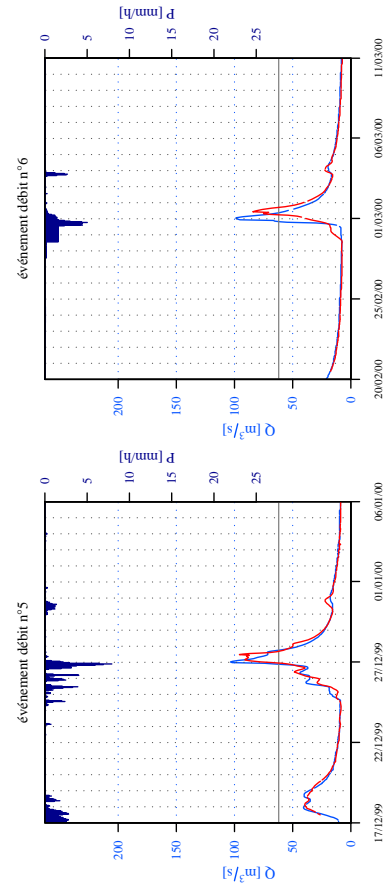 événement débit n°5
P [mm/h]
0 5 10 15 20 25
Q [m³/s]
200 150 100 50 0
17/12/99 22/12/99 27/12/99 01/01/00 06/01/00
événement débit n°6
P [mm/h]
0 5 10 15 20 25
Q [m³/s]
200 150 100 50 0
20/02/00 25/02/00 01/03/00 06/03/00 11/03/00